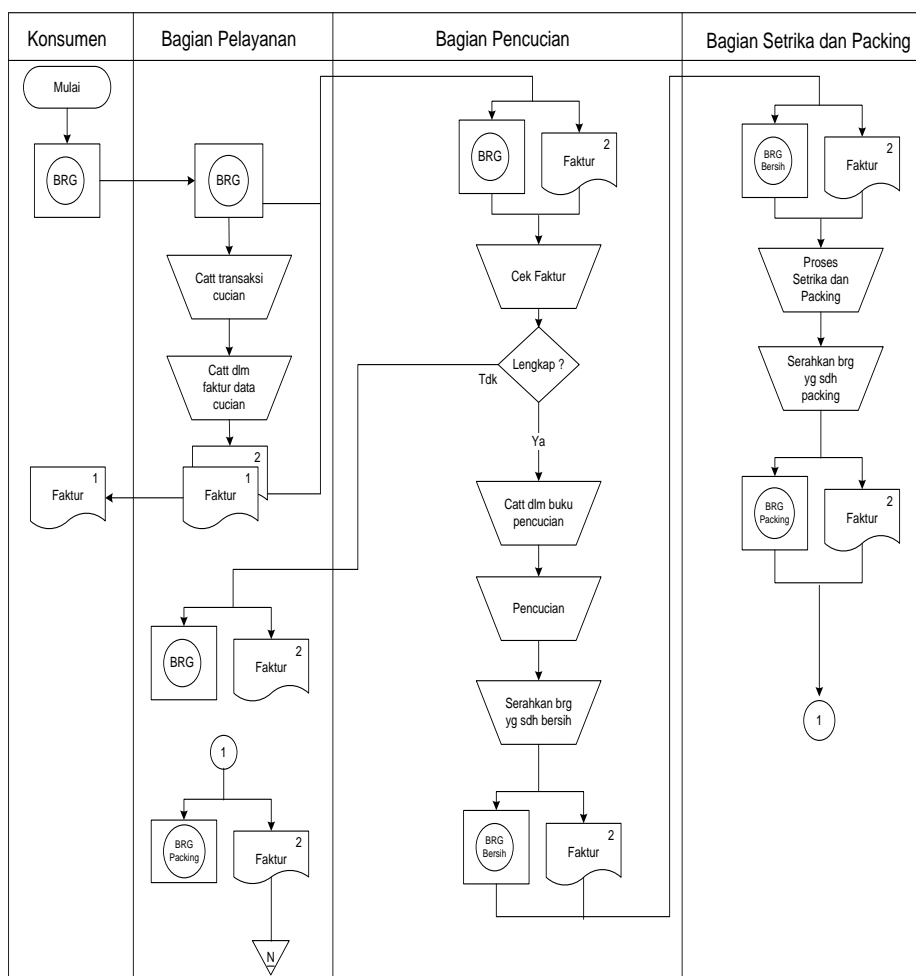 Konsumen
Bagian Pelayanan
Bagian Pencucian
Bagian Setrika dan Packing
Mulai
BRG
BRG
Catt transaksi
cucian
Catt dlm
faktur data
cucian
2
1
Faktur
1
Faktur
BRG
2
Faktur
1
BRG
Packing
2
Faktur
N
BRG
2
Faktur
Cek Faktur
Lengkap ?
Tdk
Ya
Catt dlm buku
pencucian
Pencucian
Serahkan brg
yg sdh bersih
BRG
Bersih
2
Faktur
BRG
Bersih
2
Faktur
Proses
Setrika dan
Packing
Serahkan brg
yg sdh
packing
BRG
Packing
2
Faktur
1